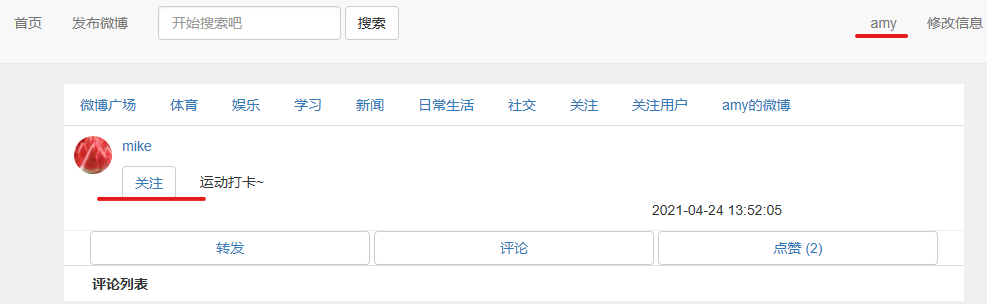 首页 发布微博 开始搜索吧 搜索 amy 修改信息
微博广场 体育 娱乐 学习 新闻 日常生活 社交 关注 关注用户 amy的微博
mike
关注 运动打卡~
2021-04-24 13:52:05
转发 评论 点赞 (2)
评论列表